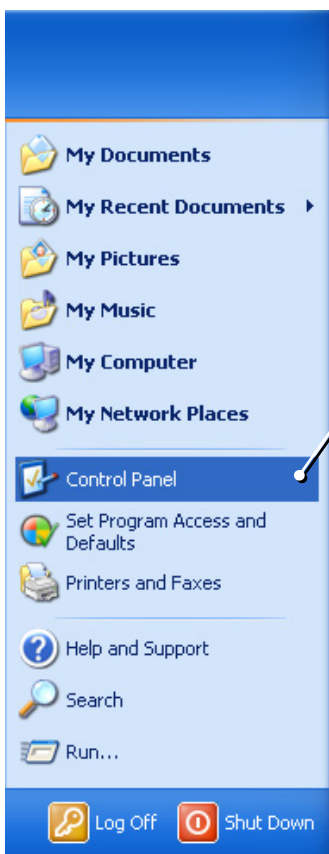 My Documents
My Recent Documents
My Pictures
My Music
My Computer
My Network Places
Control Panel
Set Program Access and
Defaults
Printers and Faxes
Help and Support
Search
Run...
Log Off Shut Down